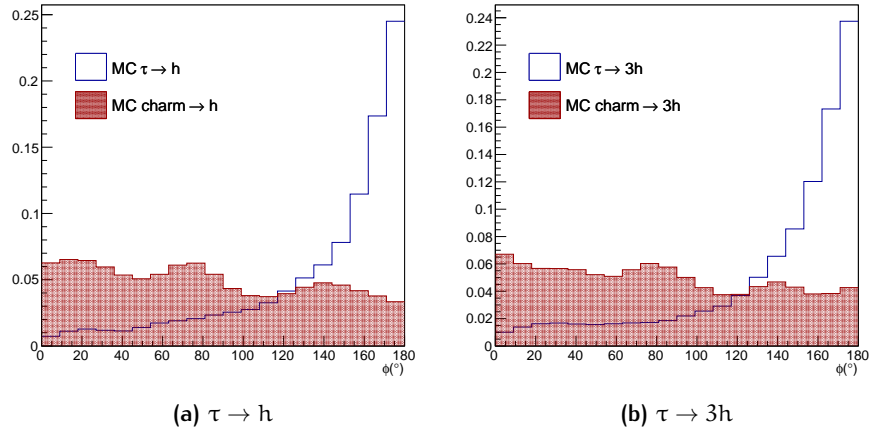 0.25
0.2
0.15
0.1
0.05
0
0 20 40 60 80 100 120 140 160 180
ϕ(°)
MC τ → h
MC charm → h
(a) τ → h
0.24
0.22
0.2
0.18
0.16
0.14
0.12
0.1
0.08
0.06
0.04
0.02
0
0 20 40 60 80 100 120 140 160 180
ϕ(°)
MC τ → 3h
MC charm → 3h
(b) τ → 3h